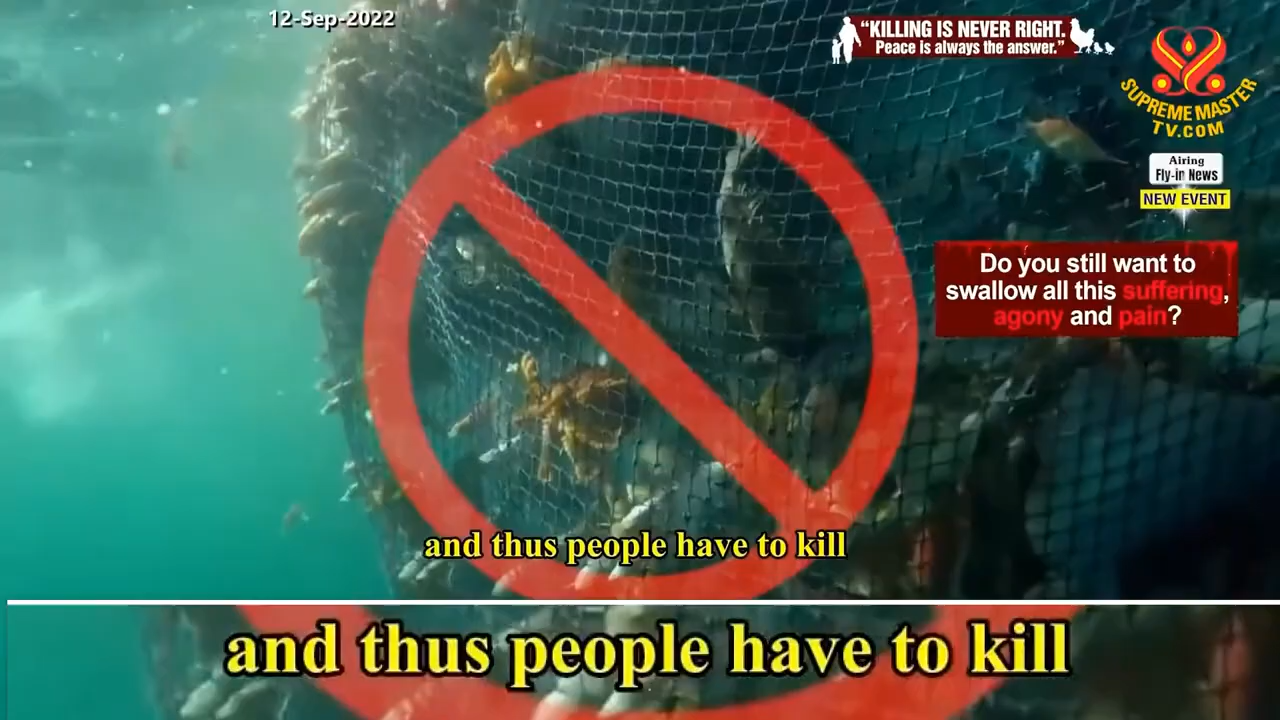 12-Sep-2022
“KILLING IS NEVER RIGHT.
Peace is always the answer.”
SUPREME MASTER
TV.COM
Airing
Fly-in News
NEW EVENT
Do you still want to
swallow all this suffering,
agony and pain?
and thus people have to kill
and thus people have to kill